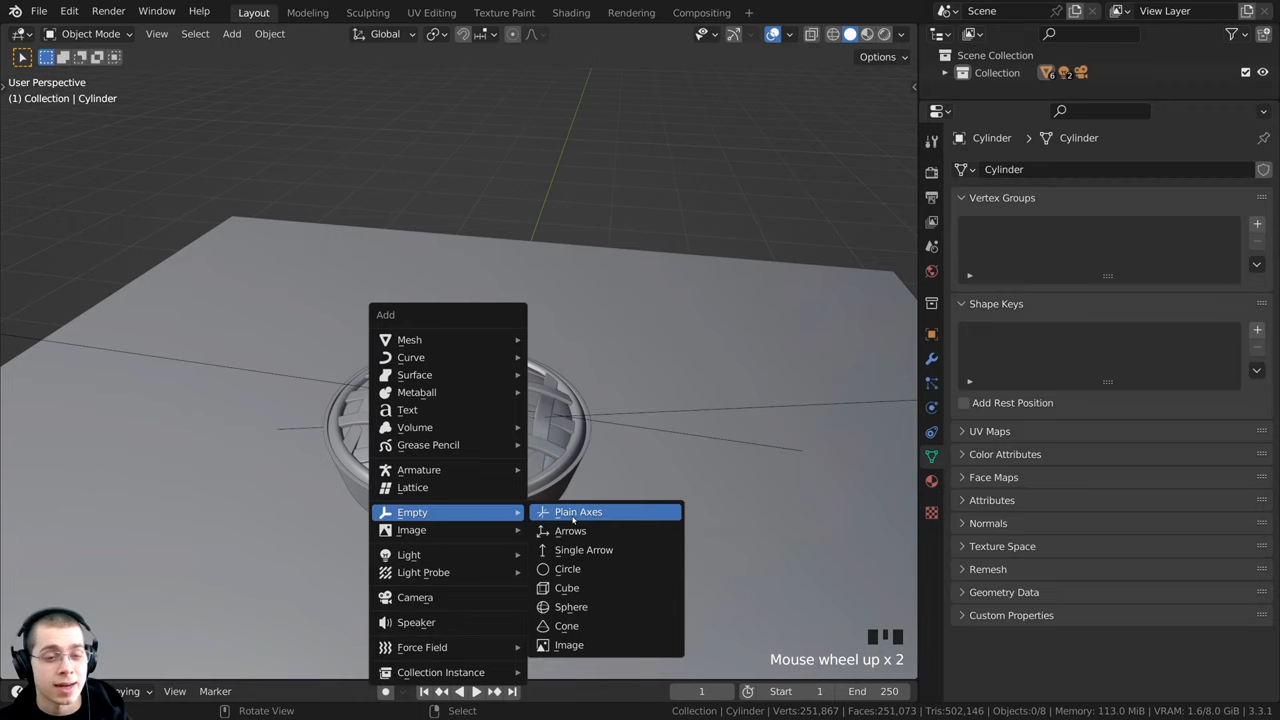 File Edit Render Window Help
Layout Modeling Sculpting UV Editing Texture Paint Shading Rendering Compositing +
Scene
View Layer
Object Mode View Select Add Object
Global
Options
User Perspective
(1) Collection | Cylinder
Scene Collection
Collection 6 2
Cylinder > Cylinder
Cylinder
Vertex Groups
Shape Keys
Add Rest Position
UV Maps
Color Attributes
Face Maps
Attributes
Normals
Texture Space
Remesh
Geometry Data
Custom Properties
Add
Mesh
Curve
Surface
Metaball
Text
Volume
Grease Pencil
Armature
Lattice
Empty
Image
Light
Light Probe
Camera
Speaker
Force Field
Collection Instance
Plain Axes
Arrows
Single Arrow
Circle
Cube
Sphere
Cone
Image
Mouse wheel up x 2
View Marker
1 Start 1 End 250
Rotate View Select
Collection | Cylinder | Verts:251,867 | Faces:251,073 | Tris:502,146 | Objects:0/8 | Memory: 113.0 MiB | VRAM: 1.6/8.0 GiB | 3.3.1